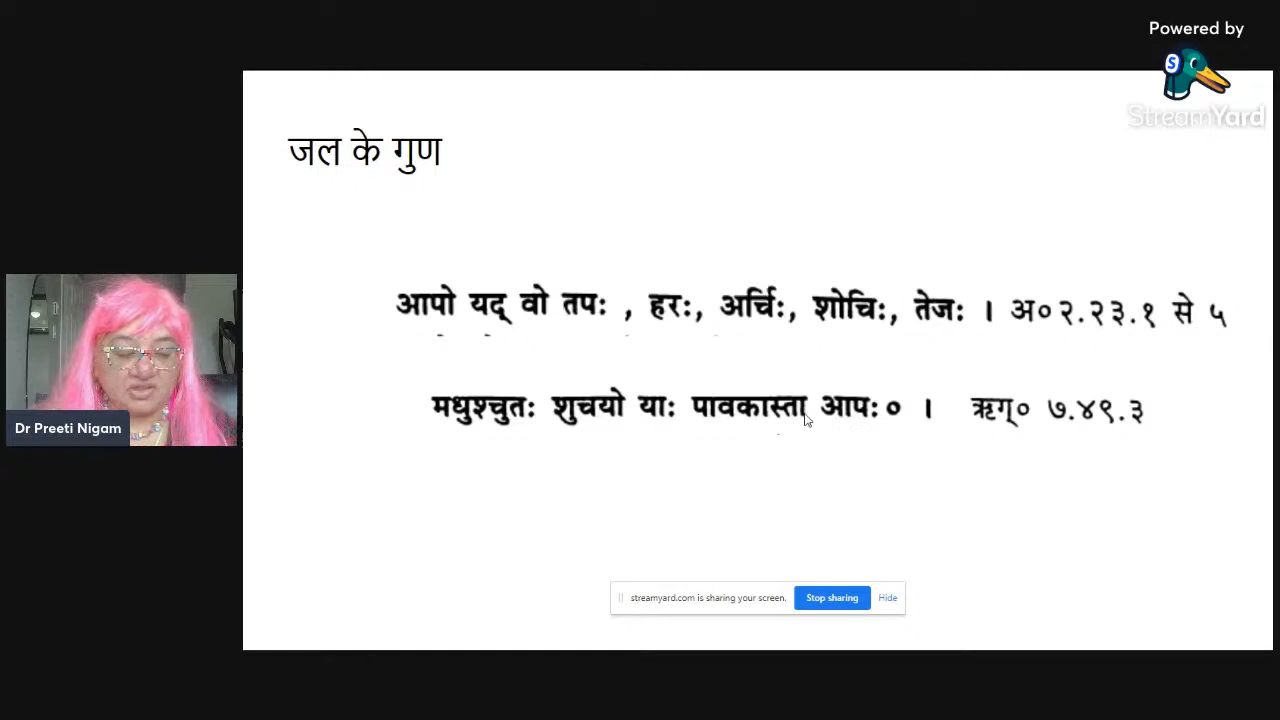 Powered by
StreamYard
जल के गुण
आपो यद् वो तपः , हरः, अर्चिः, शोचिः, तेजः । अ०२.२३.१ से ५
मधुश्चुतः शुचयो याः पावकास्ता आपः० । ऋग्० ७.४९.३
Dr Preeti Nigam
streamyard.com is sharing your screen. Stop sharing Hide